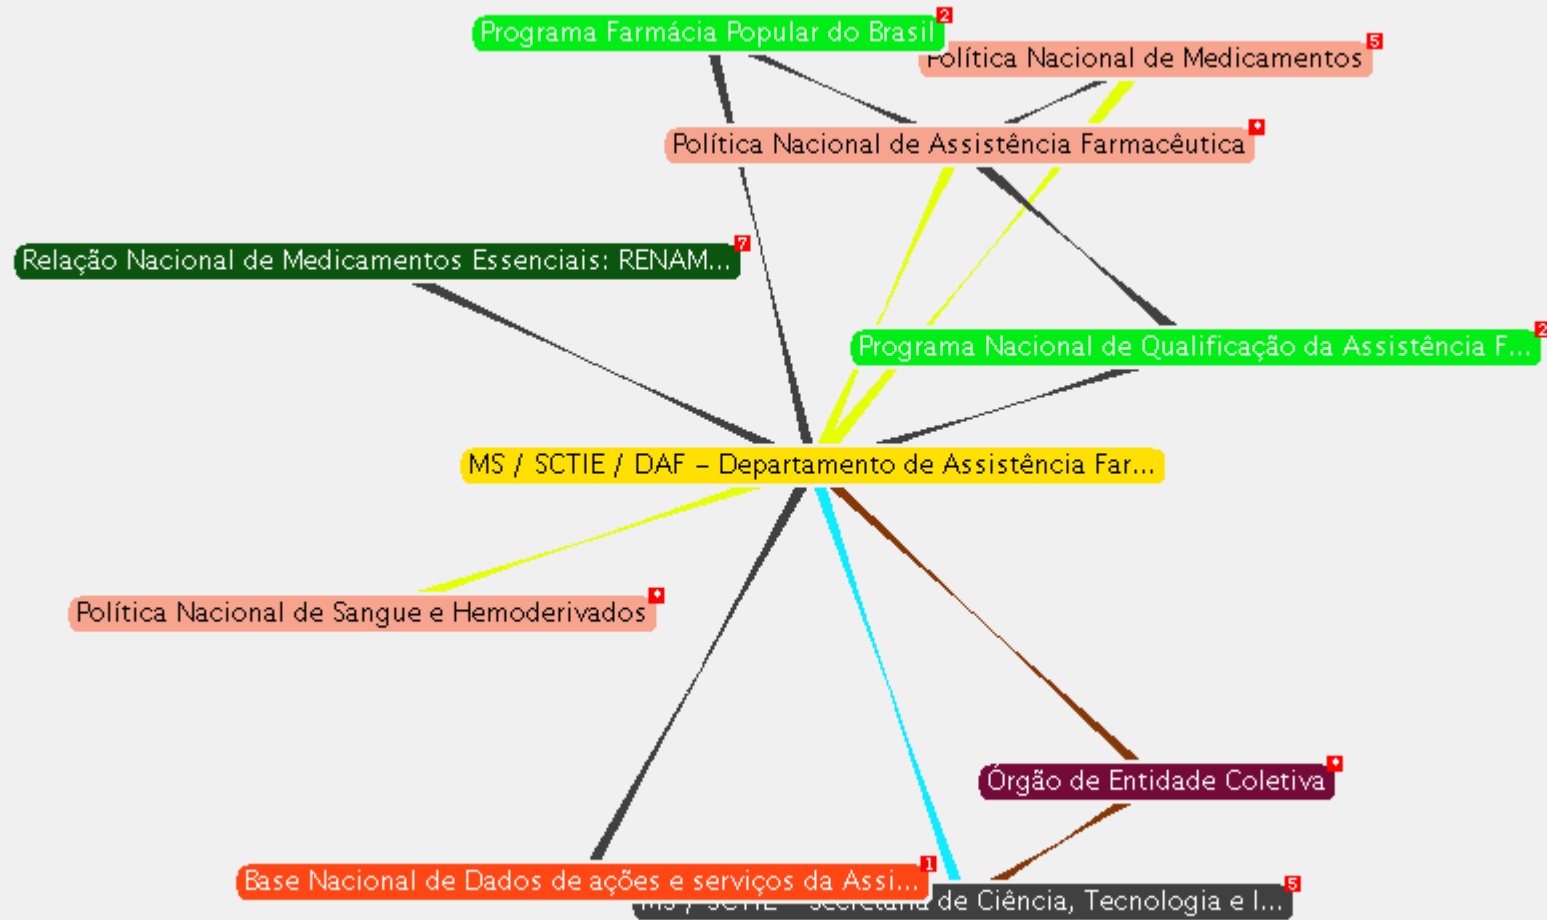 Programa Farmácia Popular do Brasil 2
Política Nacional de Medicamentos 5
Política Nacional de Assistência Farmacêutica
Relação Nacional de Medicamentos Essenciais: RENAM... 7
Programa Nacional de Qualificação da Assistência F... 2
MS / SCTIE / DAF – Departamento de Assistência Far...
Política Nacional de Sangue e Hemoderivados
Órgão de Entidade Coletiva
Base Nacional de Dados de ações e serviços da Assi... 1
MS / SCTIE – Secretaria de Ciência, Tecnologia e I... 5